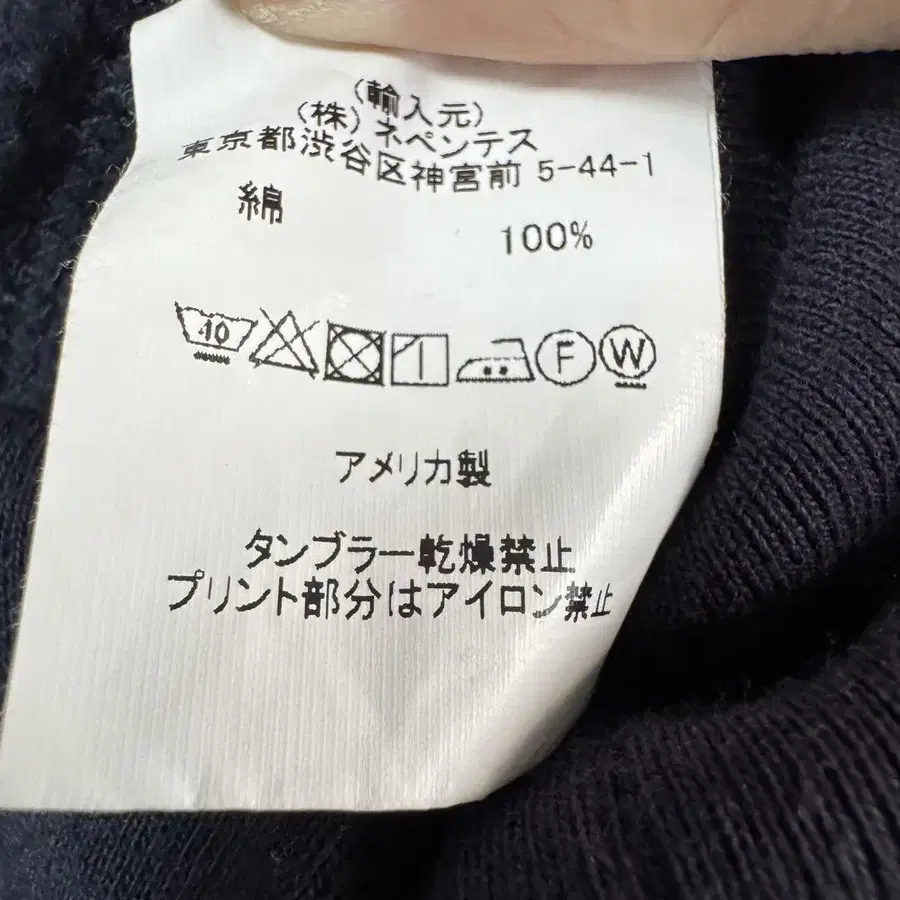 (輸入元)
(株)ネペンテス
東京都渋谷区神宮前 5-44-1
綿 100%
40 F W
アメリカ製
タンブラー乾燥禁止
プリント部分はアイロン禁止